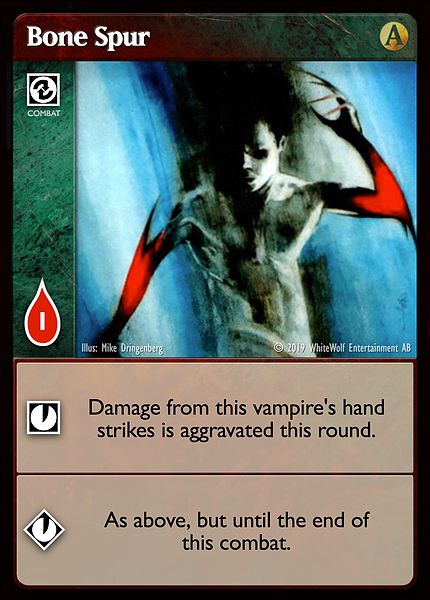 Bone Spur
A
COMBAT
1
Illus: Mike Dringenberg
© 2019 WhiteWolf Entertainment AB
Damage from this vampire's hand
strikes is aggravated this round.
As above, but until the end of
this combat.